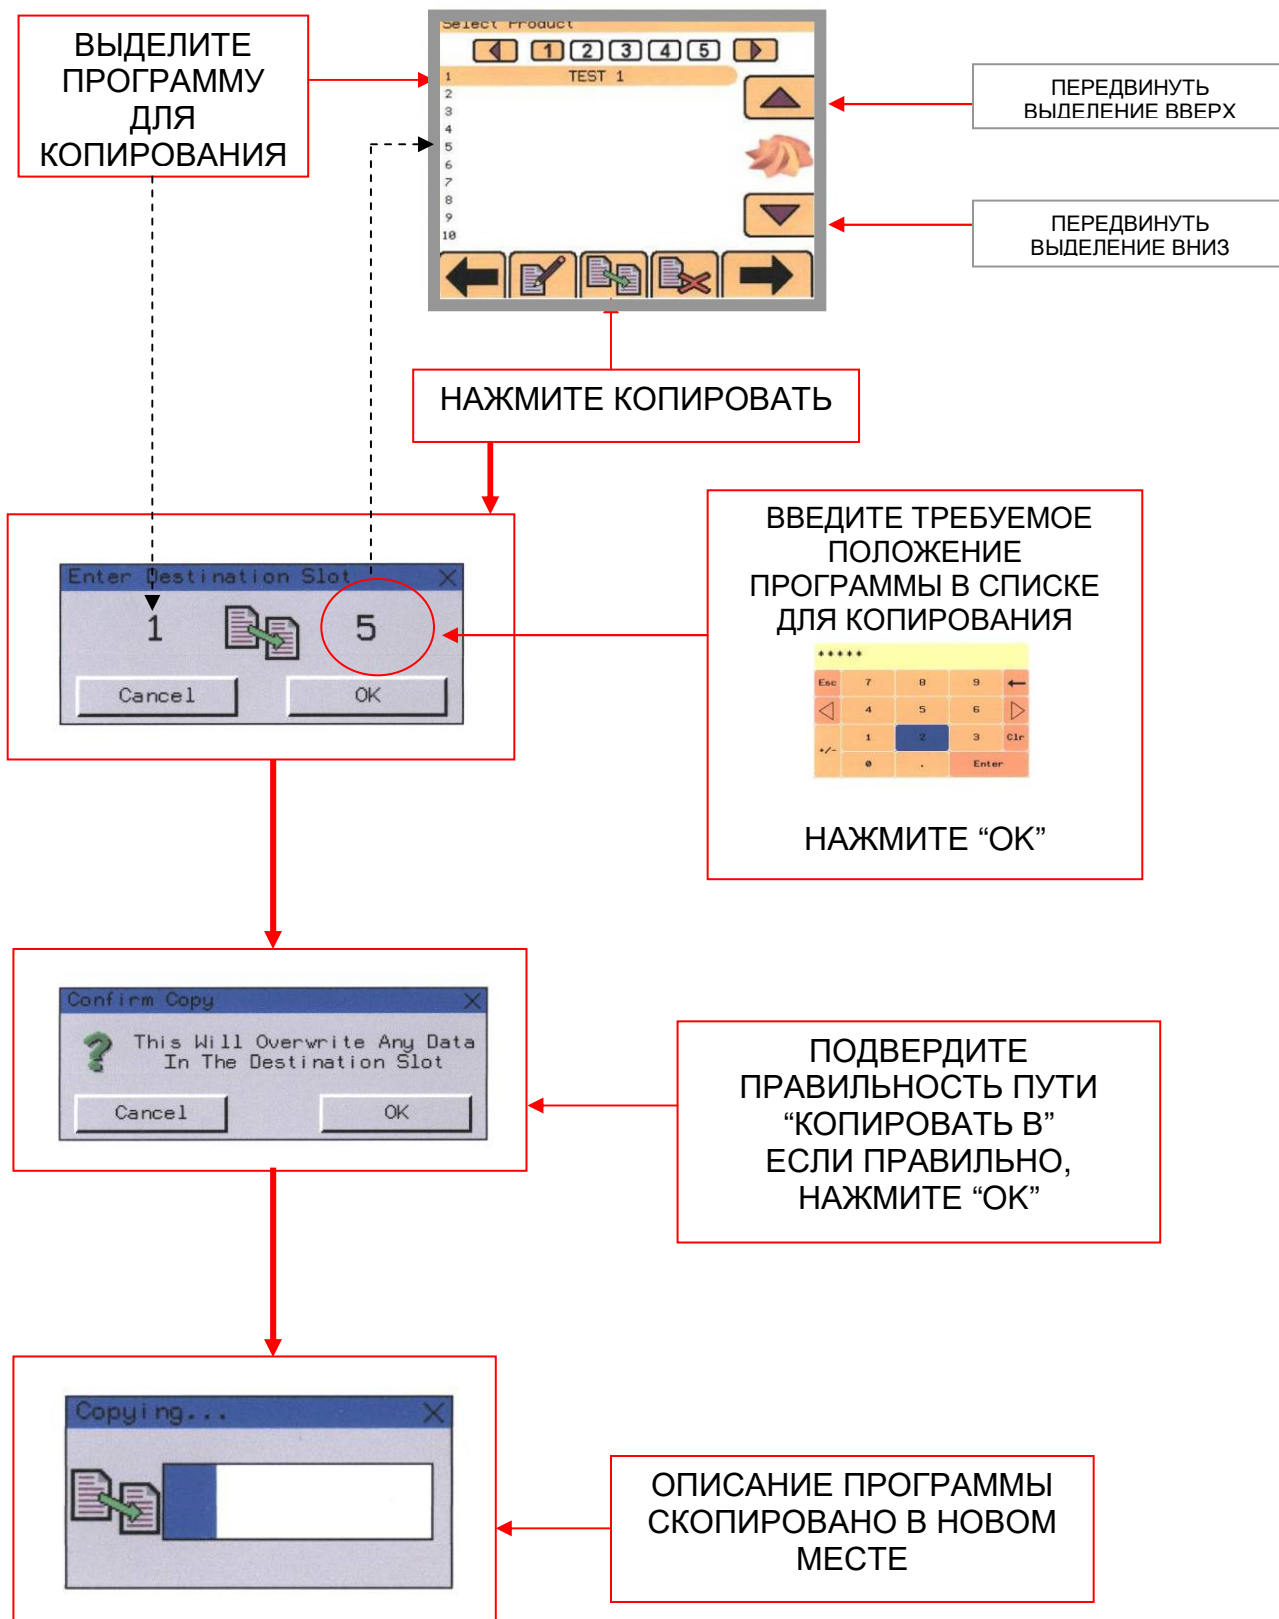 ВЫДЕЛИТЕ
ПРОГРАММУ
ДЛЯ
КОПИРОВАНИЯ
Select Product
1 2 3 4 5
1 TEST 1
2
3
4
5
6
7
8
9
10
ПЕРЕДВИНУТЬ
ВЫДЕЛЕНИЕ ВВЕРХ
ПЕРЕДВИНУТЬ
ВЫДЕЛЕНИЕ ВНИЗ
НАЖМИТЕ КОПИРОВАТЬ
Enter Destination Slot
1 5
Cancel OK
ВВЕДИТЕ ТРЕБУЕМОЕ
ПОЛОЖЕНИЕ
ПРОГРАММЫ В СПИСКЕ
ДЛЯ КОПИРОВАНИЯ
*****
Esc 7 8 9
4 5 6
+/- 1 2 3 Clr
0 . Enter
НАЖМИТЕ “OK”
Confirm Copy
This Will Overwrite Any Data
In The Destination Slot
Cancel OK
ПОДВЕРДИТЕ
ПРАВИЛЬНОСТЬ ПУТИ
“КОПИРОВАТЬ В”
ЕСЛИ ПРАВИЛЬНО,
НАЖМИТЕ “OK”
Copying...
ОПИСАНИЕ ПРОГРАММЫ
СКОПИРОВАНО В НОВОМ
МЕСТЕ